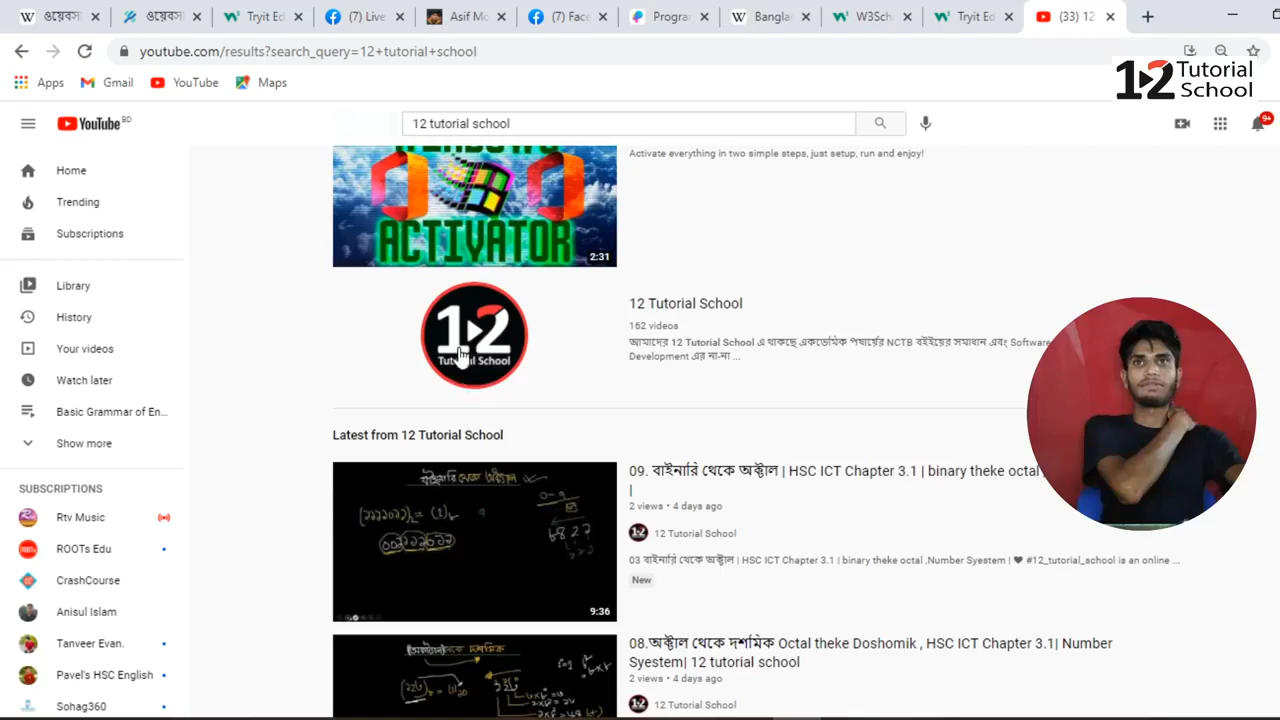 ওয়েবসা
ওয়েবসা
Tryit Ed
(7) Live
Asif Mo
(7) Face
Progra
Bangla
W3Sch
Tryit Ed
(33) 12
youtube.com/results?search_query=12+tutorial+school
Apps
Gmail
YouTube
Maps
12 Tutorial School
YouTube BD
12 tutorial school
9+
Home
Trending
Subscriptions
Library
History
Your videos
Watch later
Basic Grammar of En...
Show more
SUBSCRIPTIONS
Rtv Music
ROOTs Edu
CrashCourse
Anisul Islam
Tanveer Evan.
Pavel's HSC English
Sohag360
Activate everything in two simple steps, just setup, run and enjoy!
ACTIVATOR
2:31
12
Tutorial School
12 Tutorial School
162 videos
আমাদের 12 Tutorial School এ থাকছে একাডেমিক পর্যায়ের NCTB বইইয়ের সমাধান এবং Software
Development এর না-না ...
Latest from 12 Tutorial School
বাইনারি থেকে অক্টাল
9:36
09. বাইনারি থেকে অক্টাল | HSC ICT Chapter 3.1 | binary theke octal
|
2 views • 4 days ago
12 Tutorial School
03 বাইনারি থেকে অক্টাল | HSC ICT Chapter 3.1 | binary theke octal ,Number Syestem | ♥ #12_tutorial_school is an online ...
New
08.অক্টাল থেকে দশমিক Octal theke Doshomik , HSC ICT Chapter 3.1| Number
Syestem| 12 tutorial school
2 views • 4 days ago
12 Tutorial School